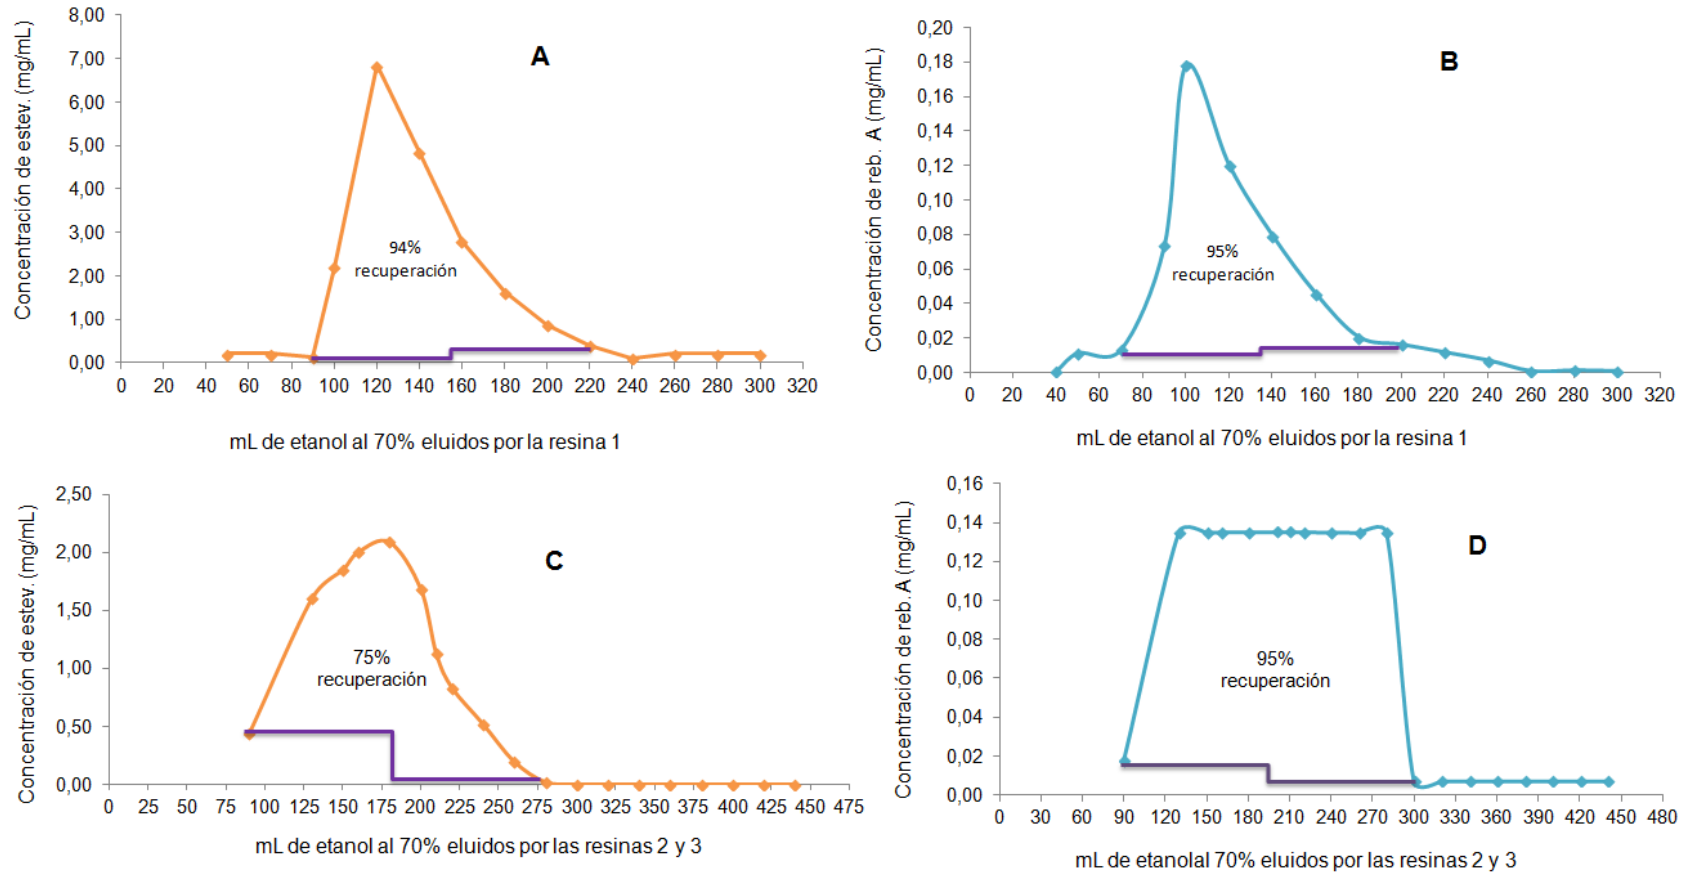 A
Concentración de estev. (mg/mL)
8,00
7,00
6,00
5,00
4,00
3,00
2,00
1,00
0,00
94%
recuperación
0 20 40 60 80 100 120 140 160 180 200 220 240 260 280 300 320
mL de etanol al 70% eluidos por la resina 1
B
Concentración de reb. A (mg/mL)
0,20
0,18
0,16
0,14
0,12
0,10
0,08
0,06
0,04
0,02
0,00
95%
recuperación
0 20 40 60 80 100 120 140 160 180 200 220 240 260 280 300 320
mL de etanol al 70% eluidos por la resina 1
C
Concentración de estev. (mg/mL)
2,50
2,00
1,50
1,00
0,50
0,00
75%
recuperación
0 25 50 75 100 125 150 175 200 225 250 275 300 325 350 375 400 425 450 475
mL de etanol al 70% eluidos por las resinas 2 y 3
D
Concentración de reb. A (mg/mL)
0,16
0,14
0,12
0,10
0,08
0,06
0,04
0,02
0,00
95%
recuperación
0 30 60 90 120 150 180 210 240 270 300 330 360 390 420 450 480
mL de etanolal 70% eluidos por las resinas 2 y 3